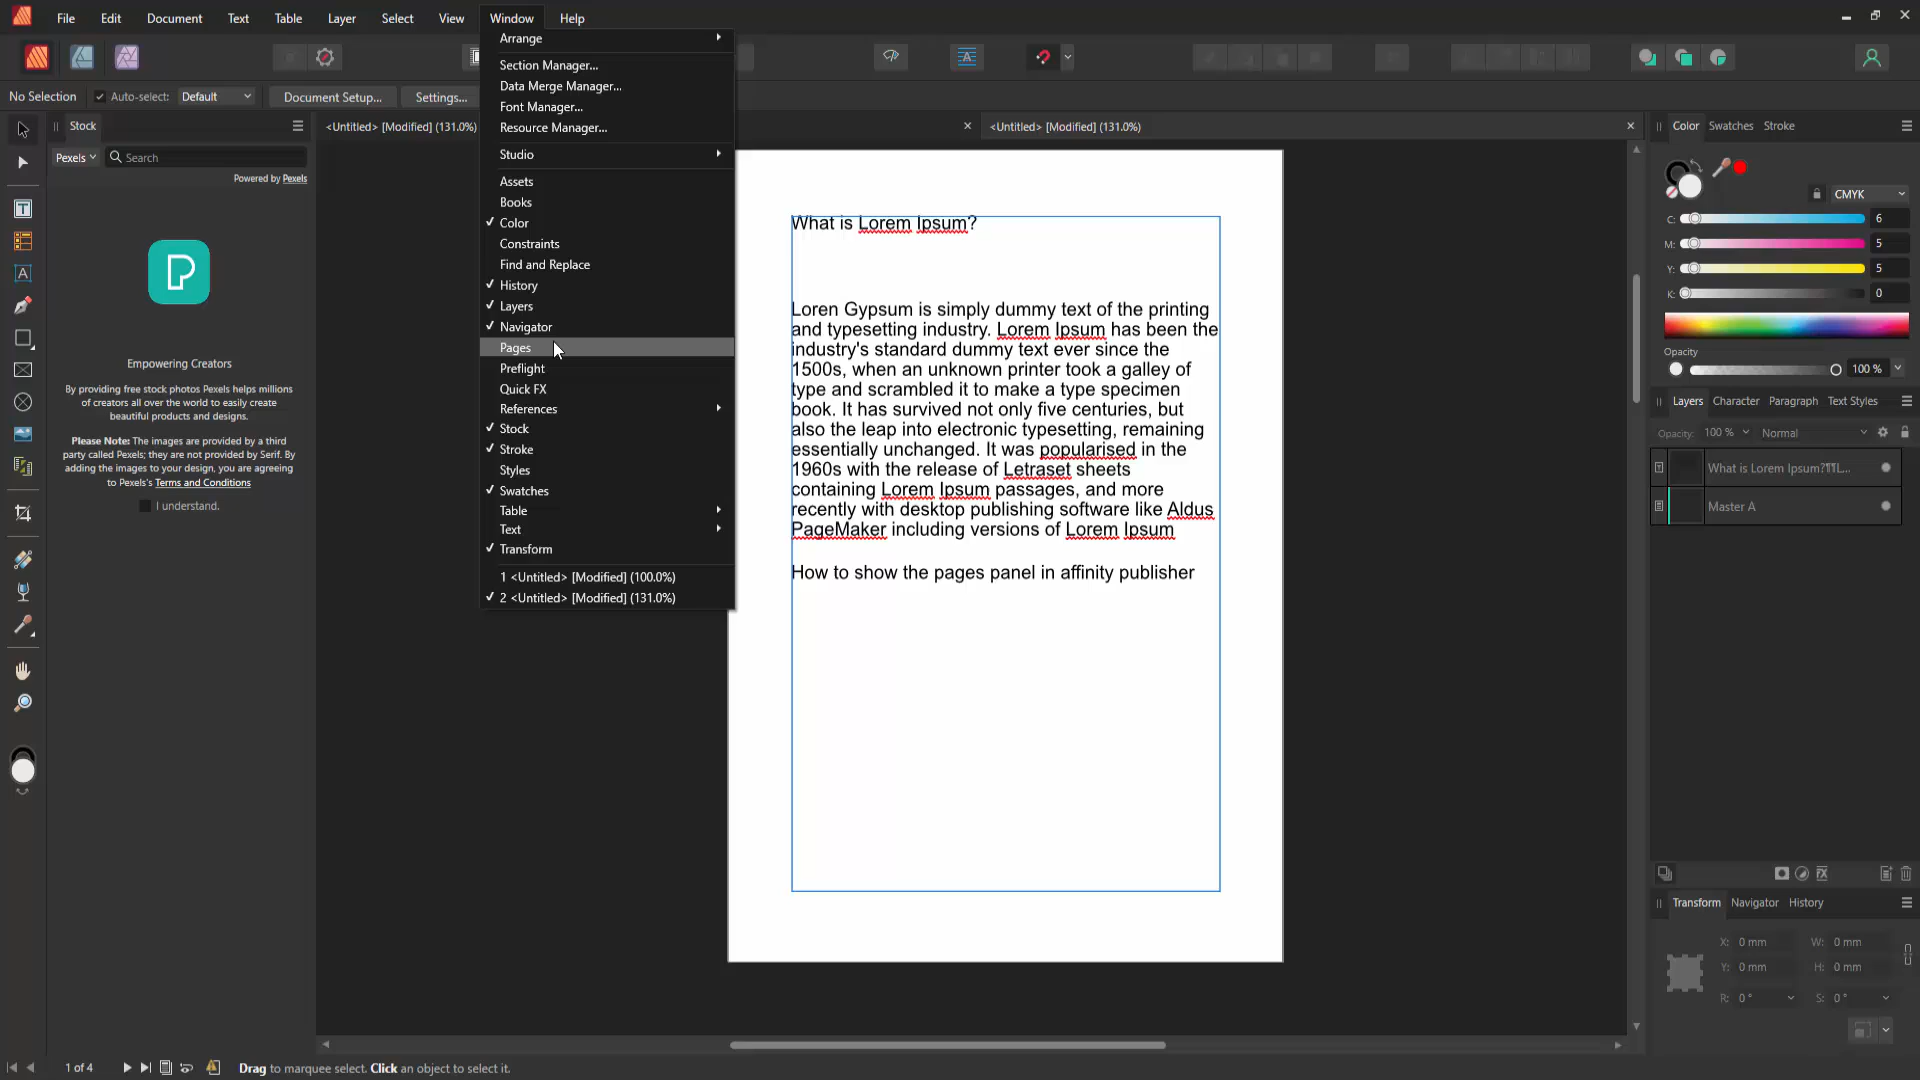 File Edit Document Text Table Layer Select View Window Help
No Selection Auto-select: Default Document Setup... Settings...
Stock
Pexels Search
Powered by Pexels
Empowering Creators
By providing free stock photos Pexels helps millions
of creators all over the world to easily create
beautiful products and designs.
Please Note: The images are provided by a third
party called Pexels; they are not provided by Serif. By
adding the images to your design, you are agreeing
to Pexels's Terms and Conditions
I understand.
Arrange
Section Manager...
Data Merge Manager...
Font Manager...
Resource Manager...
Studio
Assets
Books
Color
Constraints
Find and Replace
History
Layers
Navigator
Pages
Preflight
Quick FX
References
Stock
Stroke
Styles
Swatches
Table
Text
Transform
1 <Untitled> [Modified] (100.0%)
2 <Untitled> [Modified] (131.0%)
<Untitled> [Modified] (131.0%)
<Untitled> [Modified] (131.0%)
What is Lorem Ipsum?
Loren Gypsum is simply dummy text of the printing
and typesetting industry. Lorem Ipsum has been the
industry's standard dummy text ever since the
1500s, when an unknown printer took a galley of
type and scrambled it to make a type specimen
book. It has survived not only five centuries, but
also the leap into electronic typesetting, remaining
essentially unchanged. It was popularised in the
1960s with the release of Letraset sheets
containing Lorem Ipsum passages, and more
recently with desktop publishing software like Aldus
PageMaker including versions of Lorem Ipsum
How to show the pages panel in affinity publisher
Color Swatches Stroke
CMYK
C: 6
M: 5
Y: 5
K: 0
Opacity
100 %
Layers Character Paragraph Text Styles
Opacity: 100 % Normal
What is Lorem Ipsum?¶¶L...
Master A
Transform Navigator History
X: 0 mm W: 0 mm
Y: 0 mm H: 0 mm
R: 0 ° S: 0 °
1 of 4 Drag to marquee select. Click an object to select it.